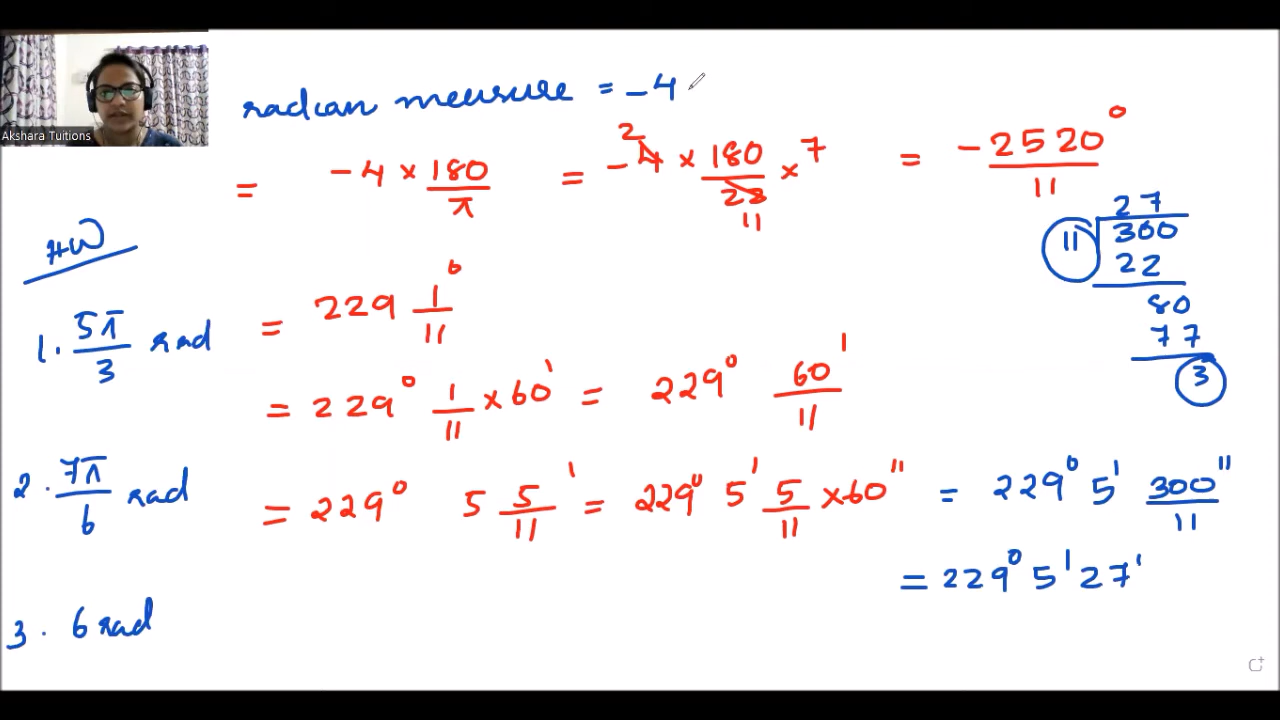 Akshara Tuitions
radian measure = -4
= -4 × 180/π = -4 2 × 180/22 11 × 7 = -2520°/11
27
11 300
22
80
77
3
HW
= 229 1/11°
1. 5π/3 rad
= 229° 1/11 × 60' = 229° 60'/11
2. 7π/6 rad
= 229° 5 5/11' = 229° 5' 5/11 × 60'' = 229° 5' 300''/11
= 229° 5' 27'
3. 6 rad